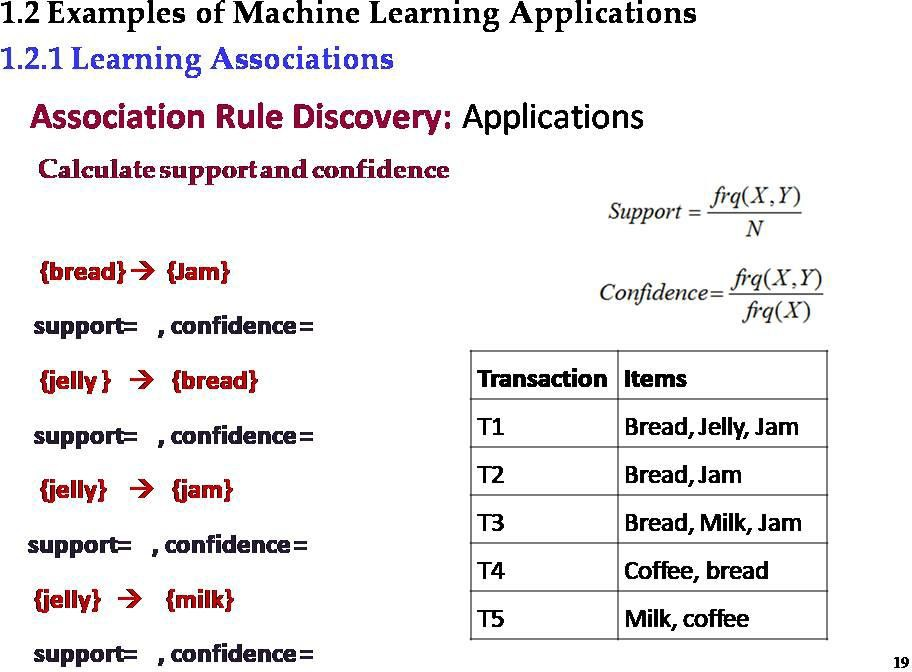 1.2 Examples of Machine Learning Applications
1.2.1 Learning Associations
Association Rule Discovery: Applications
Calculate support and confidence
Support = frq(X,Y) / N
Confidence= frq(X,Y) / frq(X)
{bread} → {Jam}
support= , confidence=
{jelly } → {bread}
support= , confidence=
{jelly} → {jam}
support= , confidence=
{jelly} → {milk}
support= , confidence=
Transaction Items
T1 Bread, Jelly, Jam
T2 Bread, Jam
T3 Bread, Milk, Jam
T4 Coffee, bread
T5 Milk, coffee
19